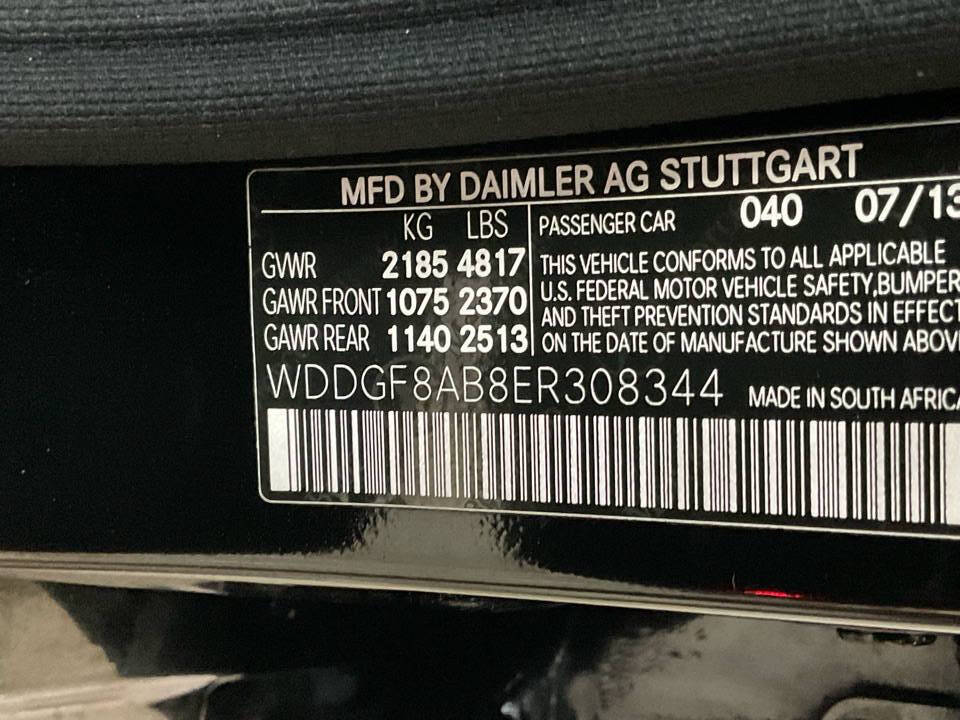 MFD BY DAIMLER AG STUTTGART
KG LBS
GVWR 2185 4817
GAWR FRONT 1075 2370
GAWR REAR 1140 2513
PASSENGER CAR 040 07/13
THIS VEHICLE CONFORMS TO ALL APPLICABLE
U.S. FEDERAL MOTOR VEHICLE SAFETY, BUMPER
AND THEFT PREVENTION STANDARDS IN EFFECT
ON THE DATE OF MANUFACTURE SHOWN ABOV
WDDGF8AB8ER308344 MADE IN SOUTH AFRICA